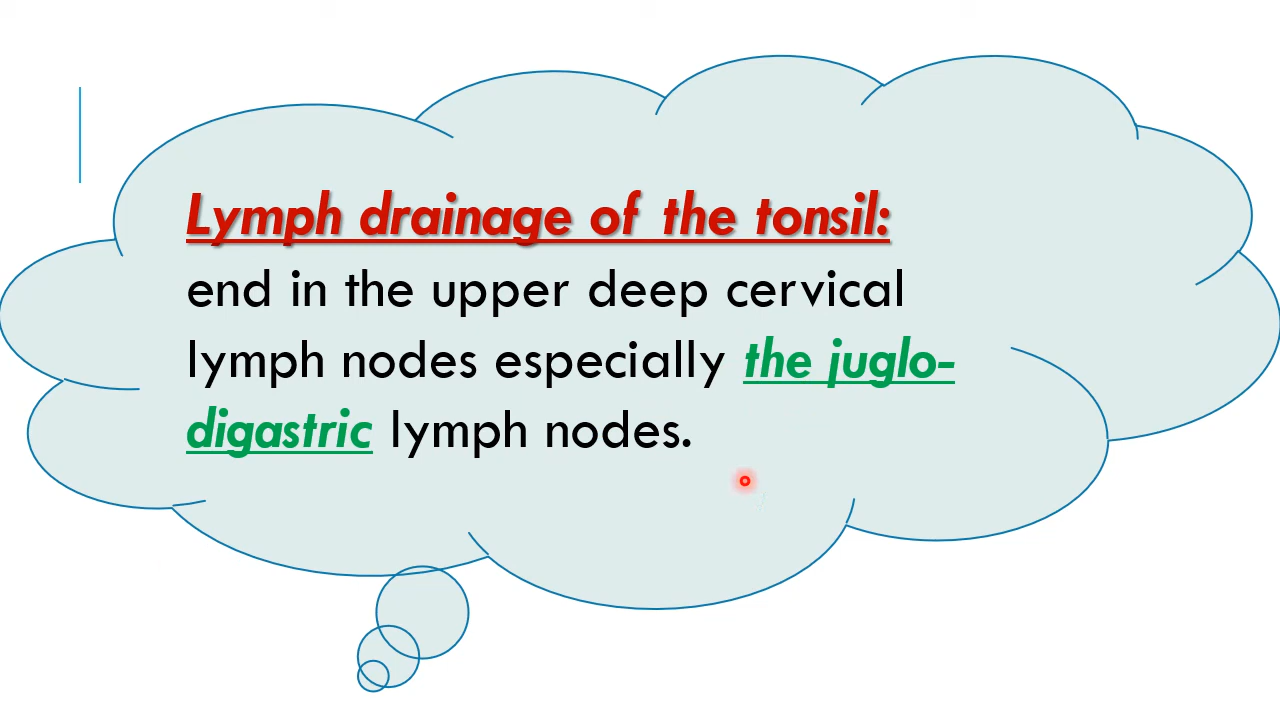 Lymph drainage of the tonsil:
end in the upper deep cervical
lymph nodes especially the juglo-
digastric lymph nodes.